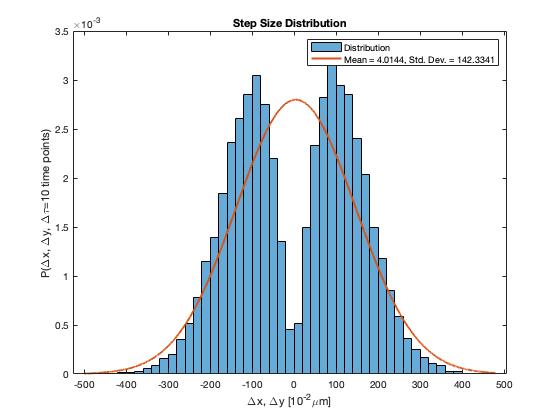 Step Size Distribution
×10⁻³
Distribution
Mean = 4.0144, Std. Dev. = 142.3341
P(Δx, Δy, Δτ=10 time points)
3.5
3
2.5
2
1.5
1
0.5
0
-500 -400 -300 -200 -100 0 100 200 300 400 500
Δx, Δy [10⁻²μm]